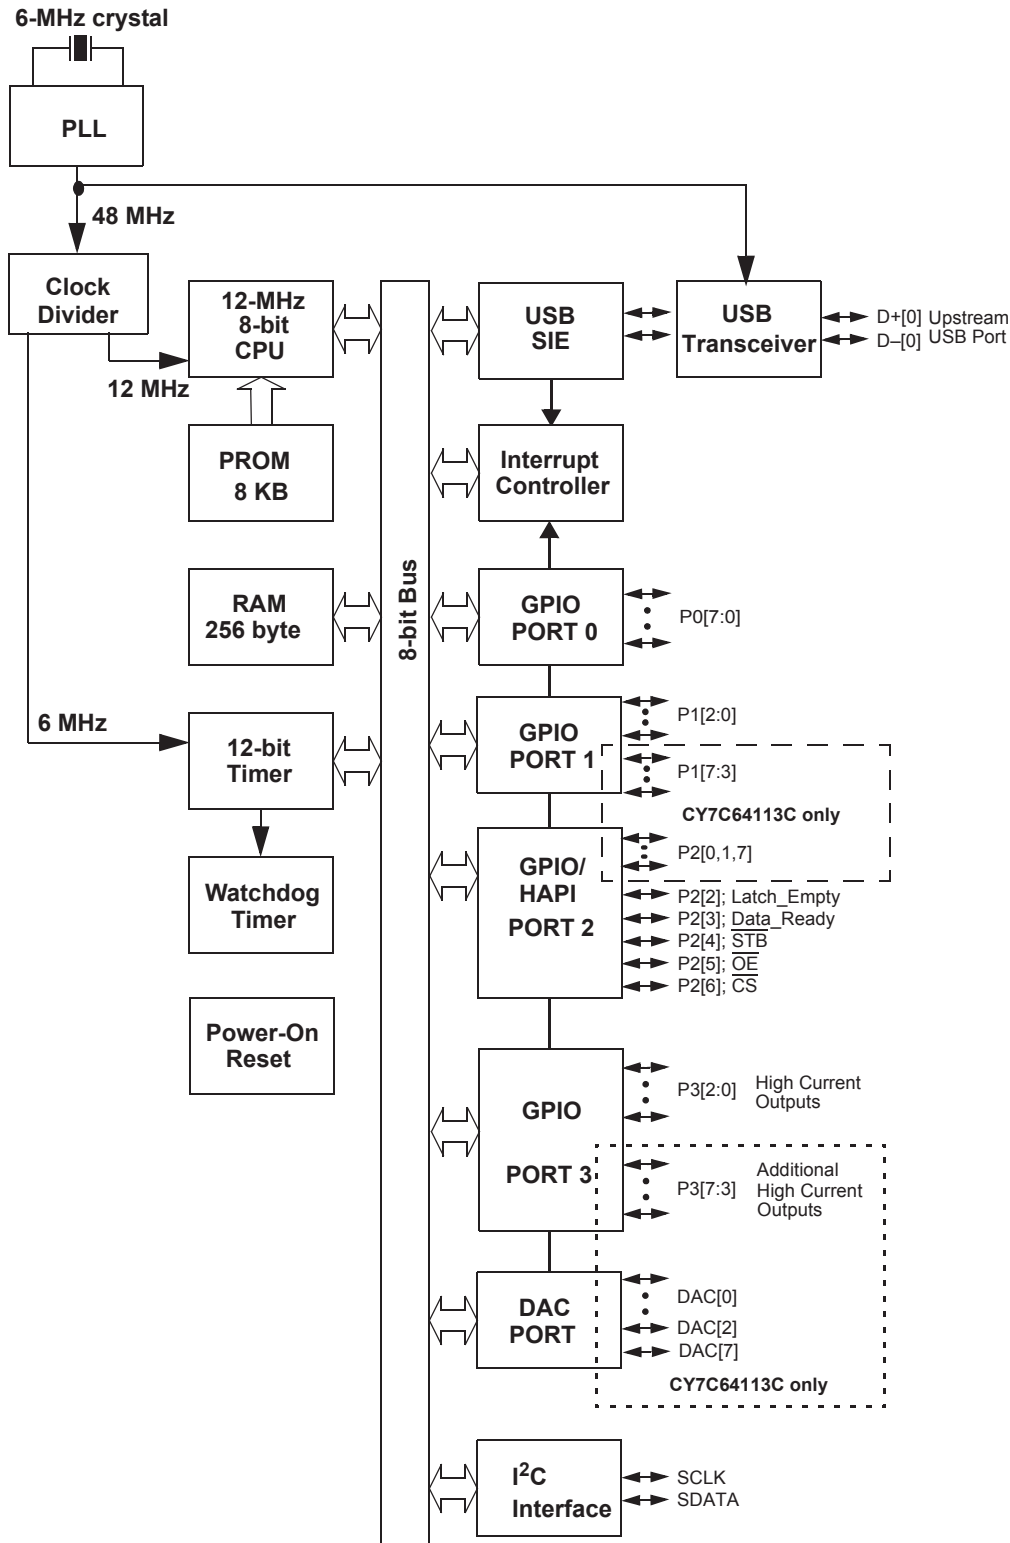 6-MHz crystal
PLL
48 MHz
Clock
Divider
12-MHz
8-bit
CPU
12 MHz
PROM
8 KB
RAM
256 byte
6 MHz
12-bit
Timer
Watchdog
Timer
Power-On
Reset
8-bit Bus
USB
SIE
USB
Transceiver
D+[0] Upstream
D–[0] USB Port
Interrupt
Controller
GPIO
PORT 0
P0[7:0]
GPIO
PORT 1
P1[2:0]
P1[7:3]
CY7C64113C only
GPIO/
HAPI
PORT 2
P2[0,1,7]
P2[2]; Latch_Empty
P2[3]; Data_Ready
P2[4]; S̅T̅B̅
P2[5]; O̅E̅
P2[6]; C̅S̅
GPIO
PORT 3
P3[2:0]
High Current
Outputs
P3[7:3]
Additional
High Current
Outputs
DAC
PORT
DAC[0]
DAC[2]
DAC[7]
CY7C64113C only
I²C
Interface
SCLK
SDATA